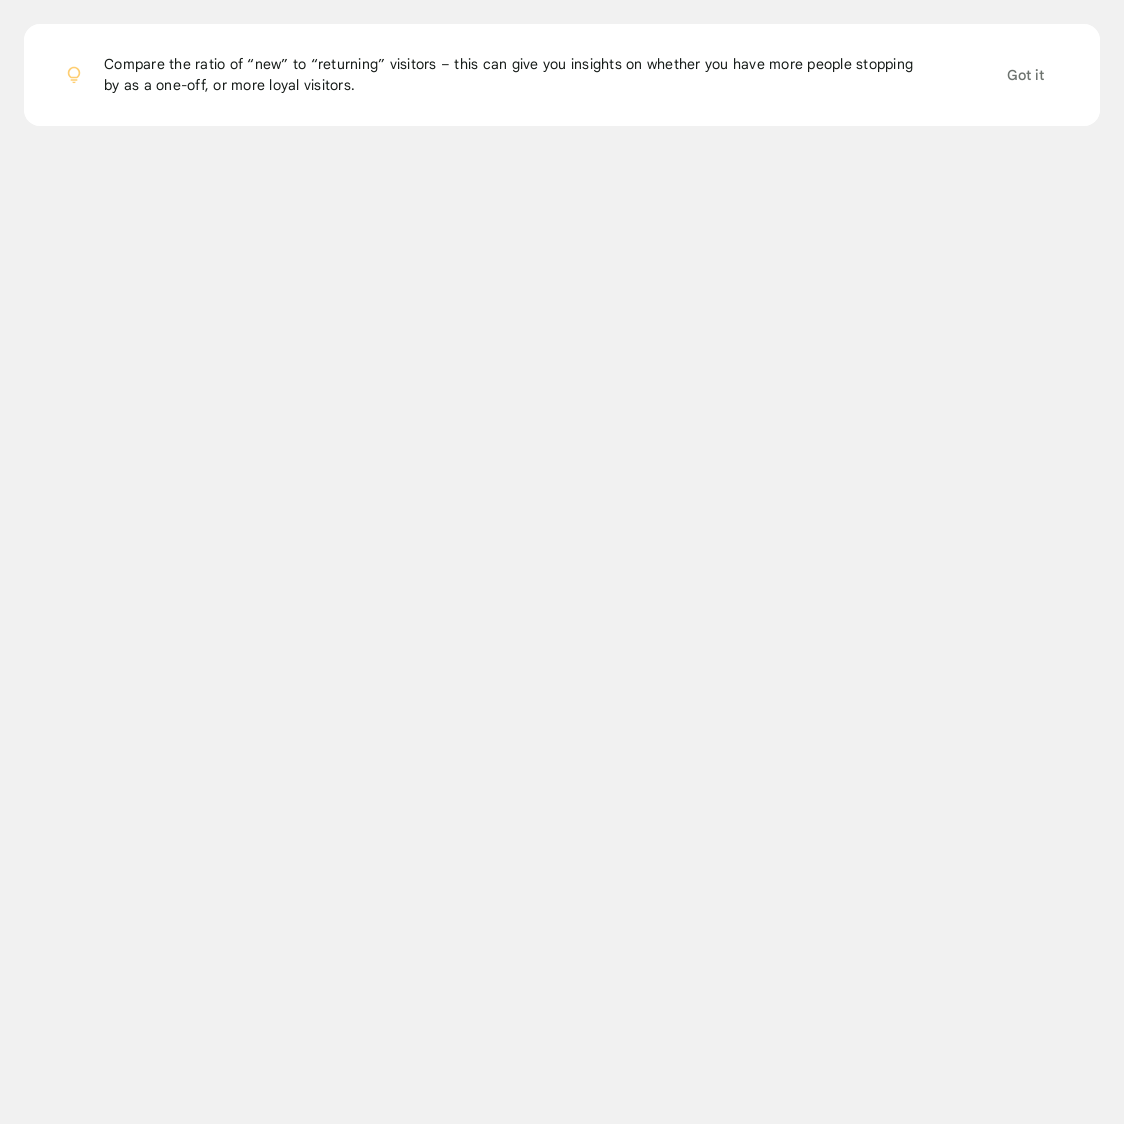 Compare the ratio of “new” to “returning” visitors – this can give you insights on whether you have more people stopping
by as a one-off, or more loyal visitors.
Got it